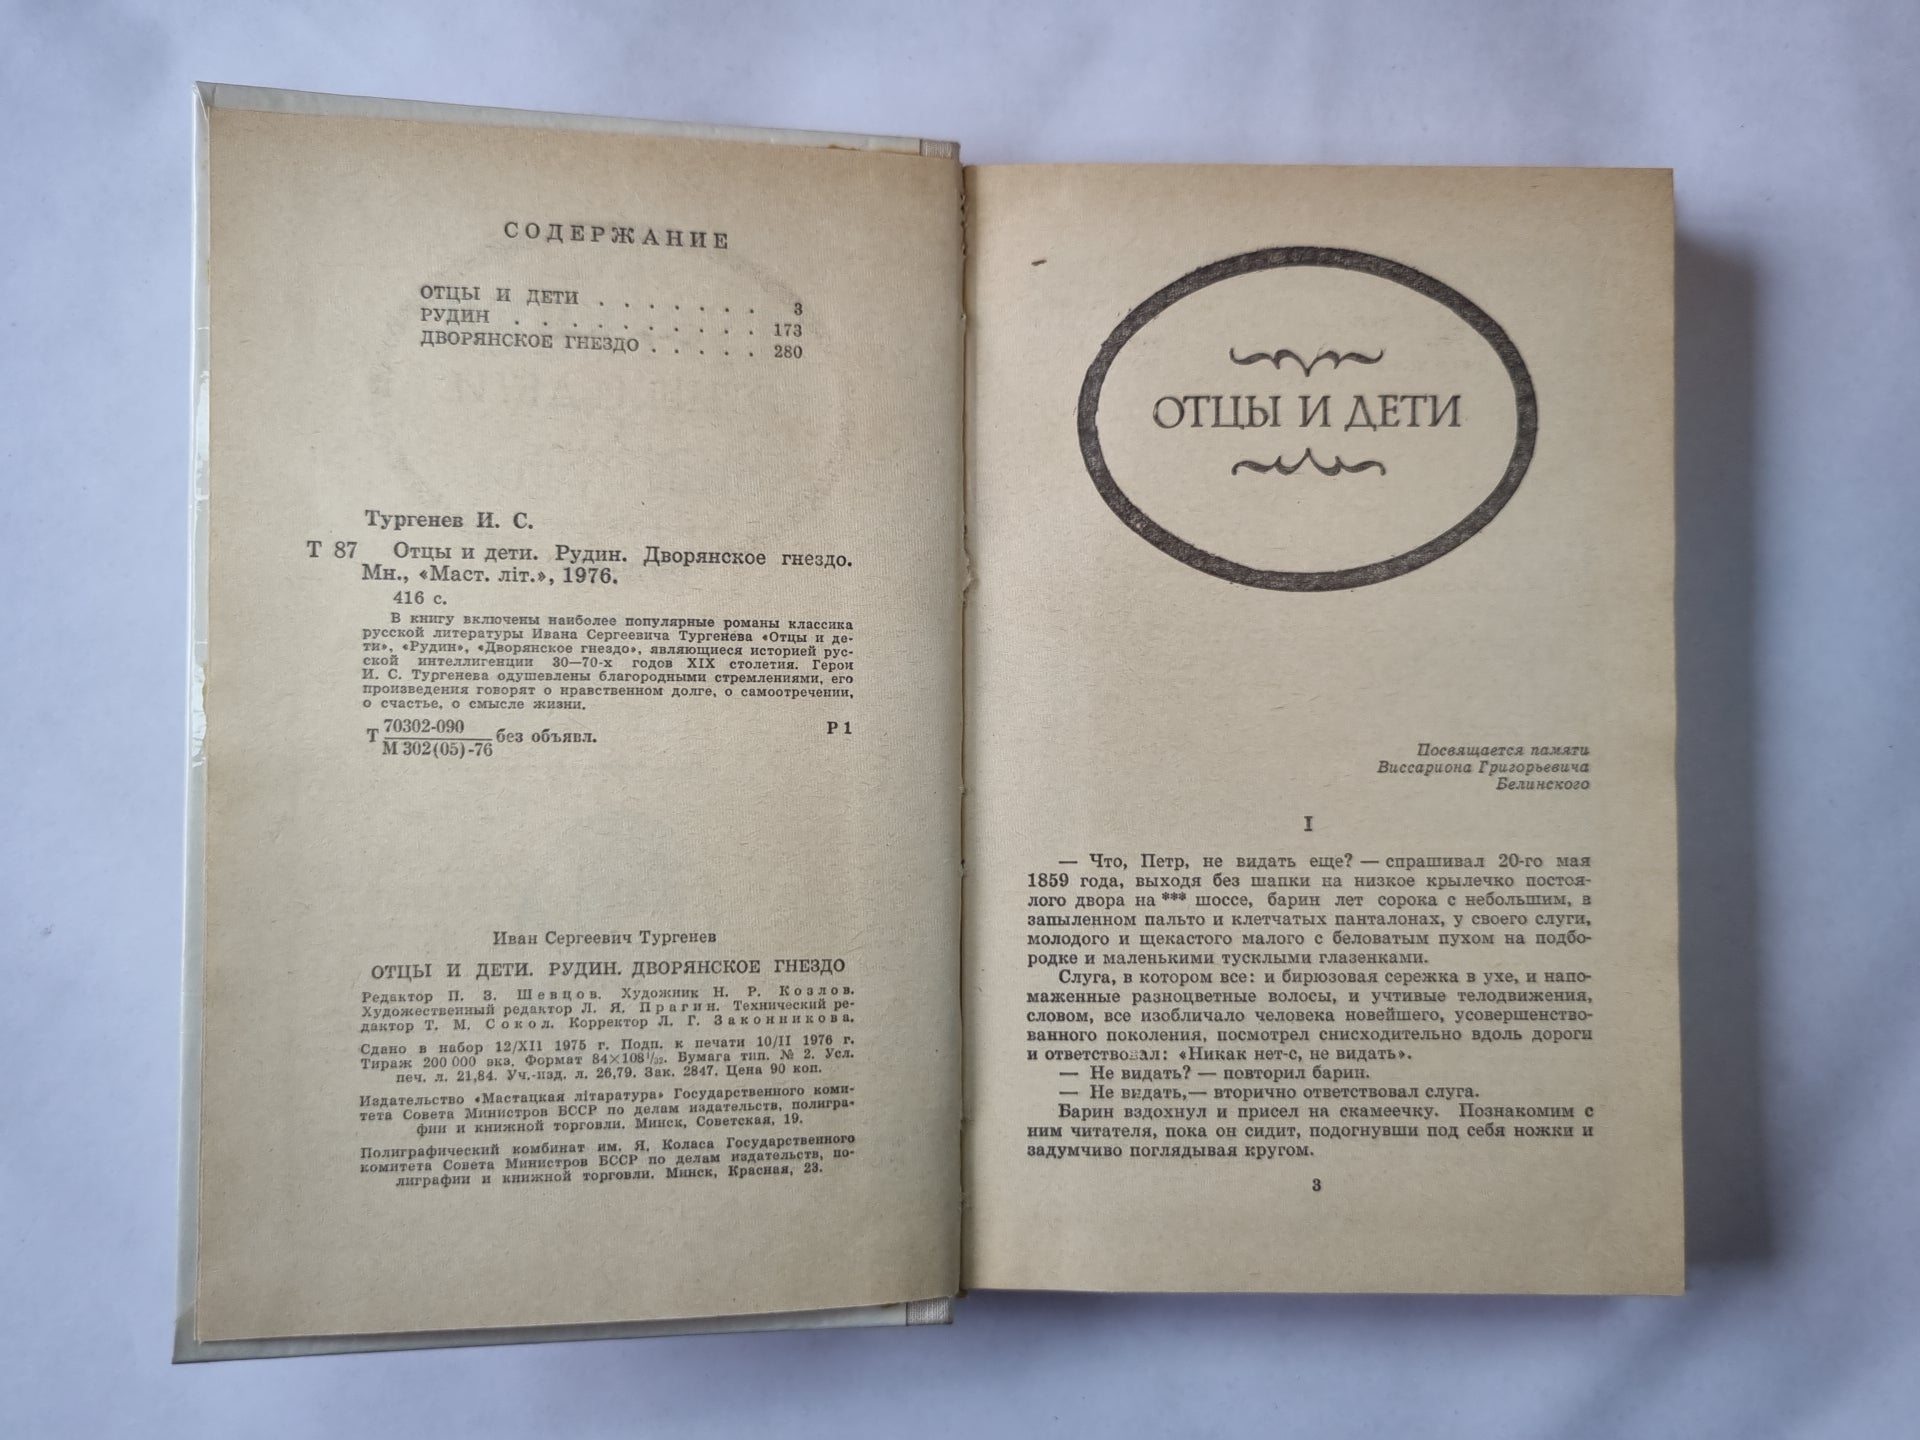 СОДЕРЖАНИЕ
ОТЦЫ И ДЕТИ . . . . . . . 3
РУДИН . . . . . . . . . . 173
ДВОРЯНСКОЕ ГНЕЗДО . . . . . 280
Тургенев И. С.
Т 87 Отцы и дети. Рудин. Дворянское гнездо.
Мн., «Маст. літ.», 1976.
416 с.
В книгу включены наиболее популярные романы классика
русской литературы Ивана Сергеевича Тургенева «Отцы и де-
ти», «Рудин», «Дворянское гнездо», являющиеся историей рус-
ской интеллигенции 30—70-х годов XIX столетия. Герои
И. С. Тургенева одушевлены благородными стремлениями, его
произведения говорят о нравственном долге, о самоотречении,
о счастье, о смысле жизни.
Т 70302-090 без объявл. Р 1
М 302(05)-76
Иван Сергеевич Тургенев
ОТЦЫ И ДЕТИ. РУДИН. ДВОРЯНСКОЕ ГНЕЗДО
Редактор П. З. Шевцов. Художник Н. Р. Козлов.
Художественный редактор Л. Я. Прагин. Технический ре-
дактор Т. М. Сокол. Корректор Л. Г. Законникова.
Сдано в набор 12/XII 1975 г. Подп. к печати 10/II 1976 г.
Тираж 200 000 экз. Формат 84×108 1/32. Бумага тип. № 2. Усл.
печ. л. 21,84. Уч.-изд. л. 26,79. Зак. 2847. Цена 90 коп.
Издательство «Мастацкая літаратура» Государственного коми-
тета Совета Министров БССР по делам издательств, полигра-
фии и книжной торговли. Минск, Советская, 19.
Полиграфический комбинат им. Я. Коласа Государственного
комитета Совета Министров БССР по делам издательств, по-
лиграфии и книжной торговли. Минск, Красная, 23.
ОТЦЫ И ДЕТИ
Посвящается памяти
Виссариона Григорьевича
Белинского
I
— Что, Петр, не видать еще? — спрашивал 20-го мая
1859 года, выходя без шапки на низкое крылечко постоя-
лого двора на *** шоссе, барин лет сорока с небольшим, в
запыленном пальто и клетчатых панталонах, у своего слуги,
молодого и щекастого малого с беловатым пухом на подбо-
родке и маленькими тусклыми глазенками.
Слуга, в котором все: и бирюзовая сережка в ухе, и напо-
маженные разноцветные волосы, и учтивые телодвижения,
словом, все изобличало человека новейшего, усовершенство-
ванного поколения, посмотрел снисходительно вдоль дороги
и ответствовал: «Никак нет-с, не видать».
— Не видать? — повторил барин.
— Не видать,— вторично ответствовал слуга.
Барин вздохнул и присел на скамеечку. Познакомим с
ним читателя, пока он сидит, подогнувши под себя ножки и
задумчиво поглядывая кругом.
3